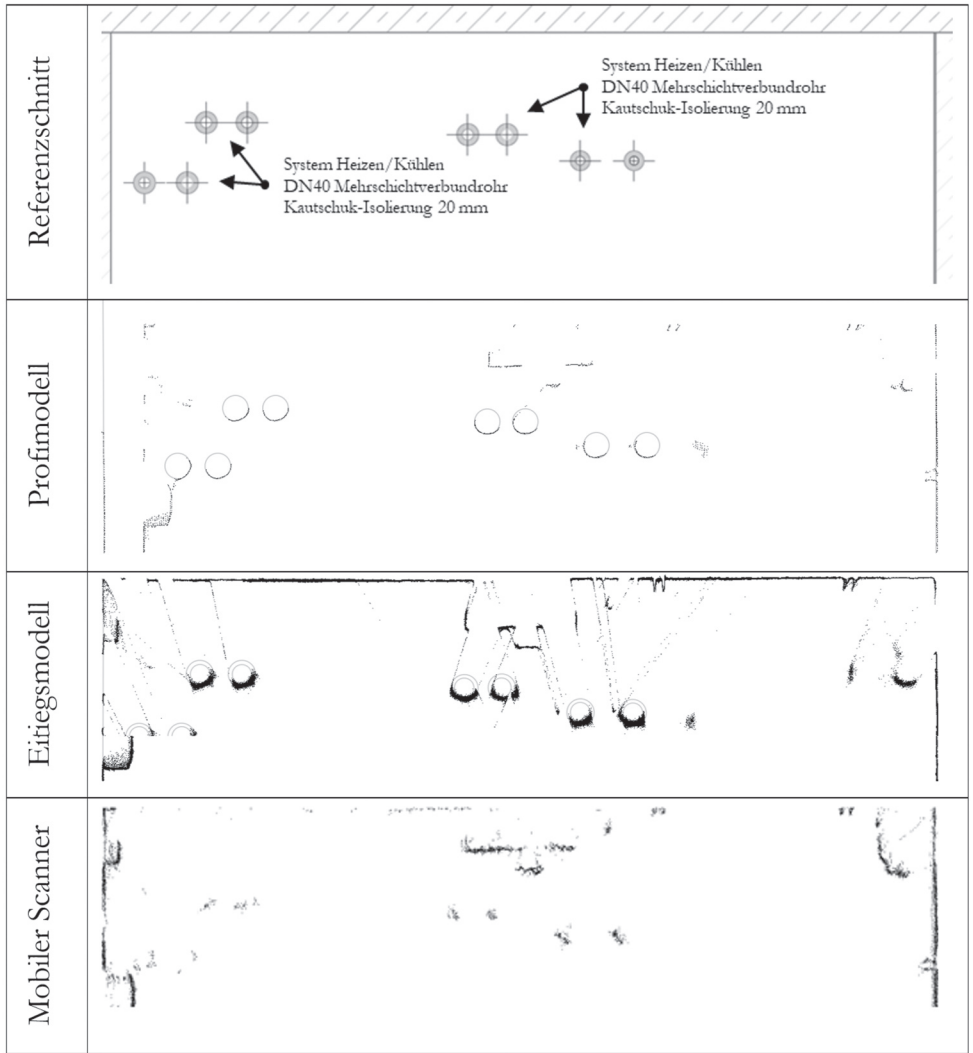 Referenzschnitt
System Heizen/Kühlen
DN40 Mehrschichtverbundrohr
Kautschuk-Isolierung 20 mm
System Heizen/Kühlen
DN40 Mehrschichtverbundrohr
Kautschuk-Isolierung 20 mm
Profimodell
Eitiegsmodell
Mobiler Scanner